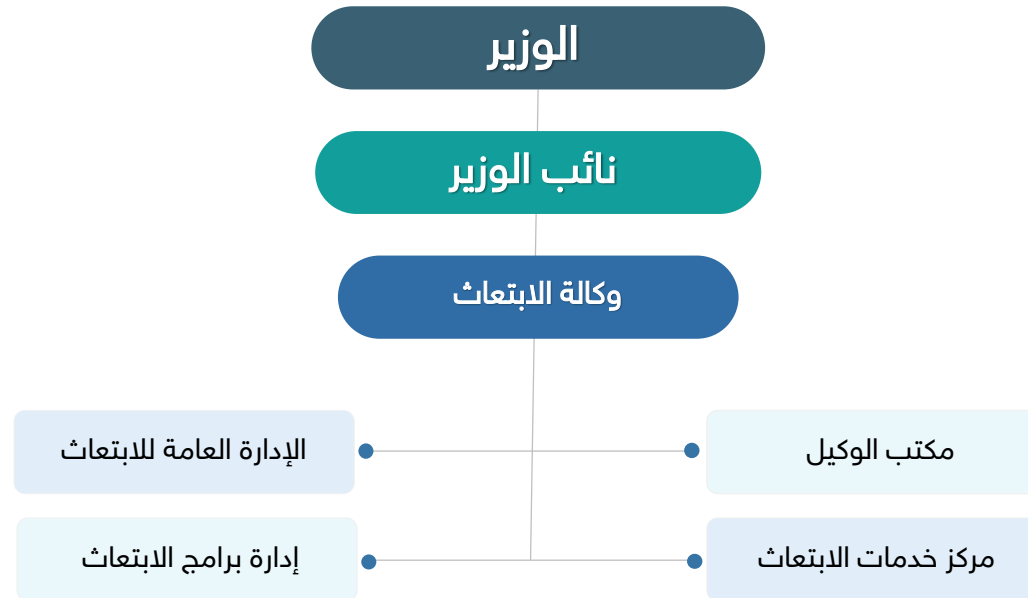 الوزير
نائب الوزير
وكالة الابتعاث
مكتب الوكيل
الإدارة العامة للابتعاث
مركز خدمات الابتعاث
إدارة برامج الابتعاث